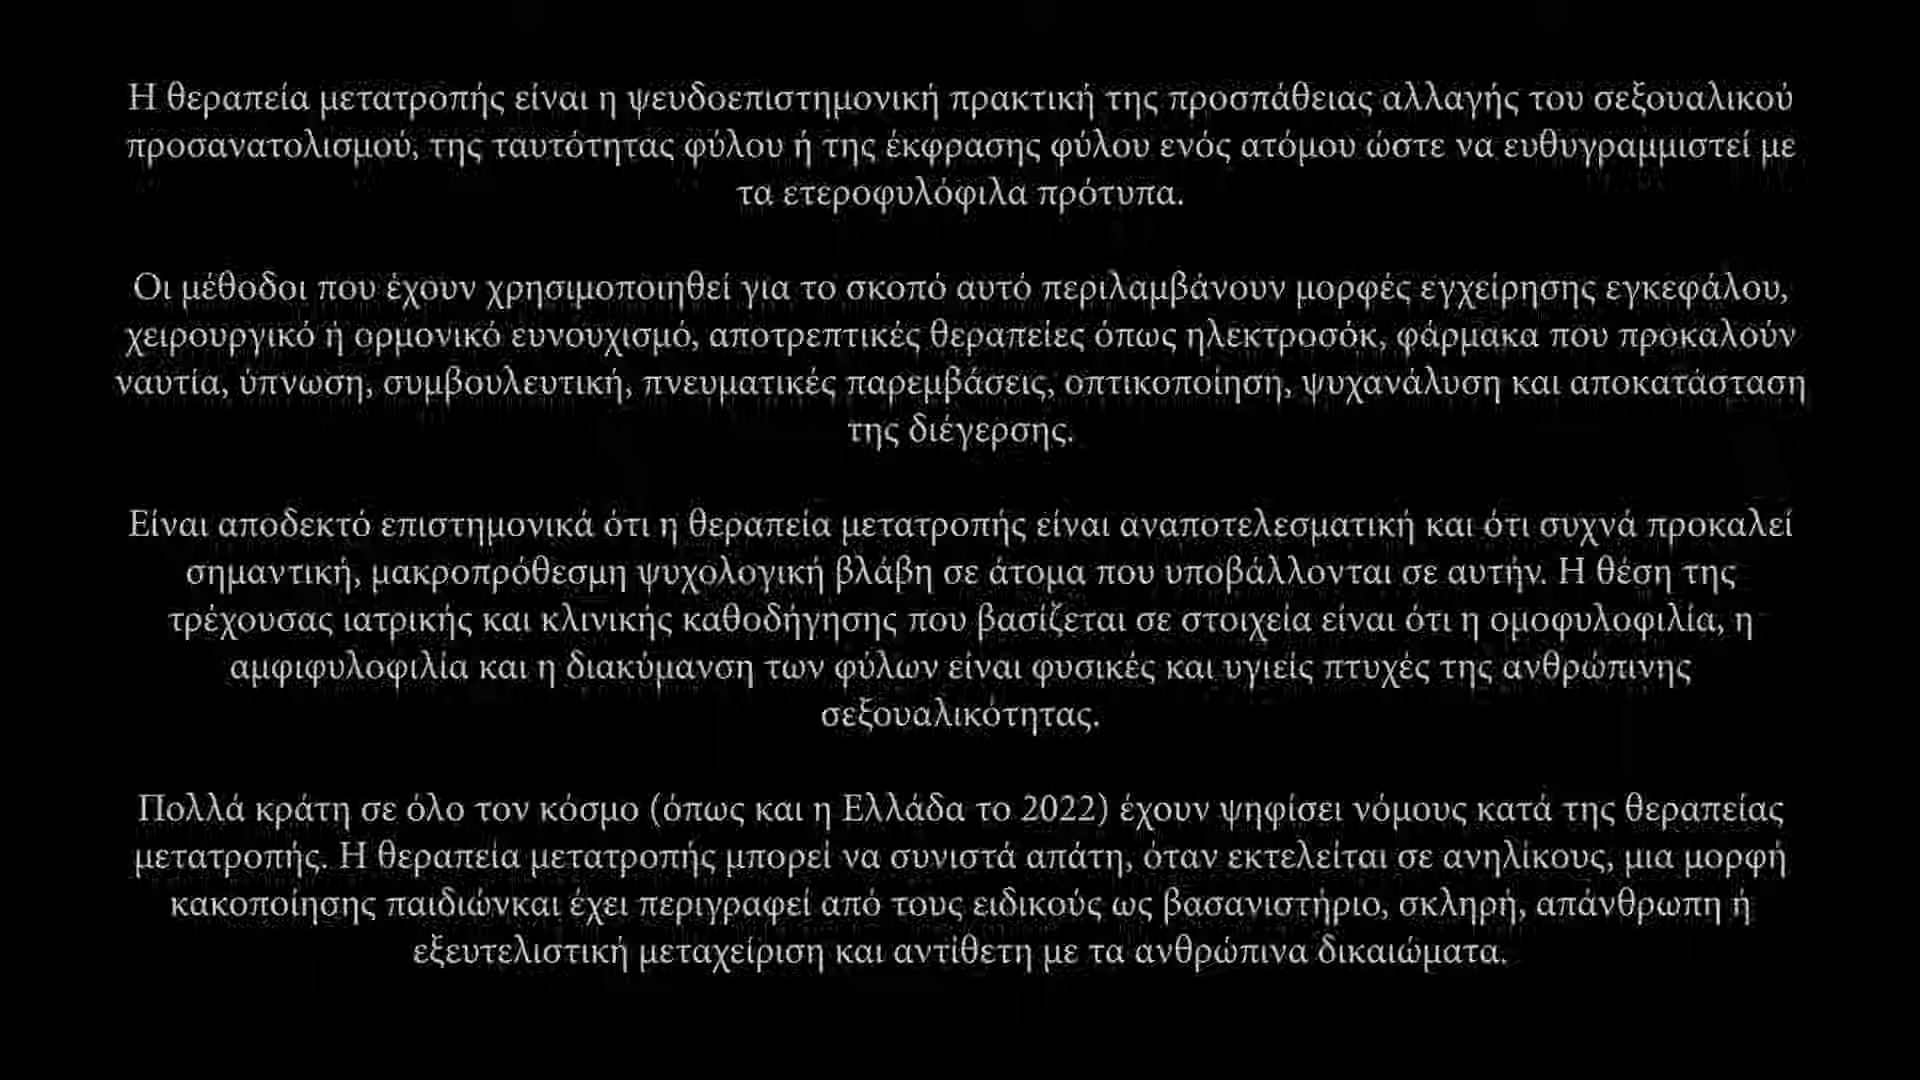 Η θεραπεία μετατροπής είναι η ψευδοεπιστημονική πρακτική της προσπάθειας αλλαγής του σεξουαλικού
προσανατολισμού, της ταυτότητας φύλου ή της έκφρασης φύλου ενός ατόμου ώστε να ευθυγραμμιστεί με
τα ετεροφυλόφιλα πρότυπα.
Οι μέθοδοι που έχουν χρησιμοποιηθεί για το σκοπό αυτό περιλαμβάνουν μορφές εγχείρησης εγκεφάλου,
χειρουργικό ή ορμονικό ευνουχισμό, αποτρεπτικές θεραπείες όπως ηλεκτροσόκ, φάρμακα που προκαλούν
ναυτία, ύπνωση, συμβουλευτική, πνευματικές παρεμβάσεις, οπτικοποίηση, ψυχανάλυση και αποκατάσταση
της διέγερσης.
Είναι αποδεκτό επιστημονικά ότι η θεραπεία μετατροπής είναι αναποτελεσματική και ότι συχνά προκαλεί
σημαντική, μακροπρόθεσμη ψυχολογική βλάβη σε άτομα που υποβάλλονται σε αυτήν. Η θέση της
τρέχουσας ιατρικής και κλινικής καθοδήγησης που βασίζεται σε στοιχεία είναι ότι η ομοφυλοφιλία, η
αμφιφυλοφιλία και η διακύμανση των φύλων είναι φυσικές και υγιείς πτυχές της ανθρώπινης
σεξουαλικότητας.
Πολλά κράτη σε όλο τον κόσμο (όπως και η Ελλάδα το 2022) έχουν ψηφίσει νόμους κατά της θεραπείας
μετατροπής. Η θεραπεία μετατροπής μπορεί να συνιστά απάτη, όταν εκτελείται σε ανηλίκους, μια μορφή
κακοποίησης παιδιώνκαι έχει περιγραφεί από τους ειδικούς ως βασανιστήριο, σκληρή, απάνθρωπη ή
εξευτελιστική μεταχείριση και αντίθετη με τα ανθρώπινα δικαιώματα.